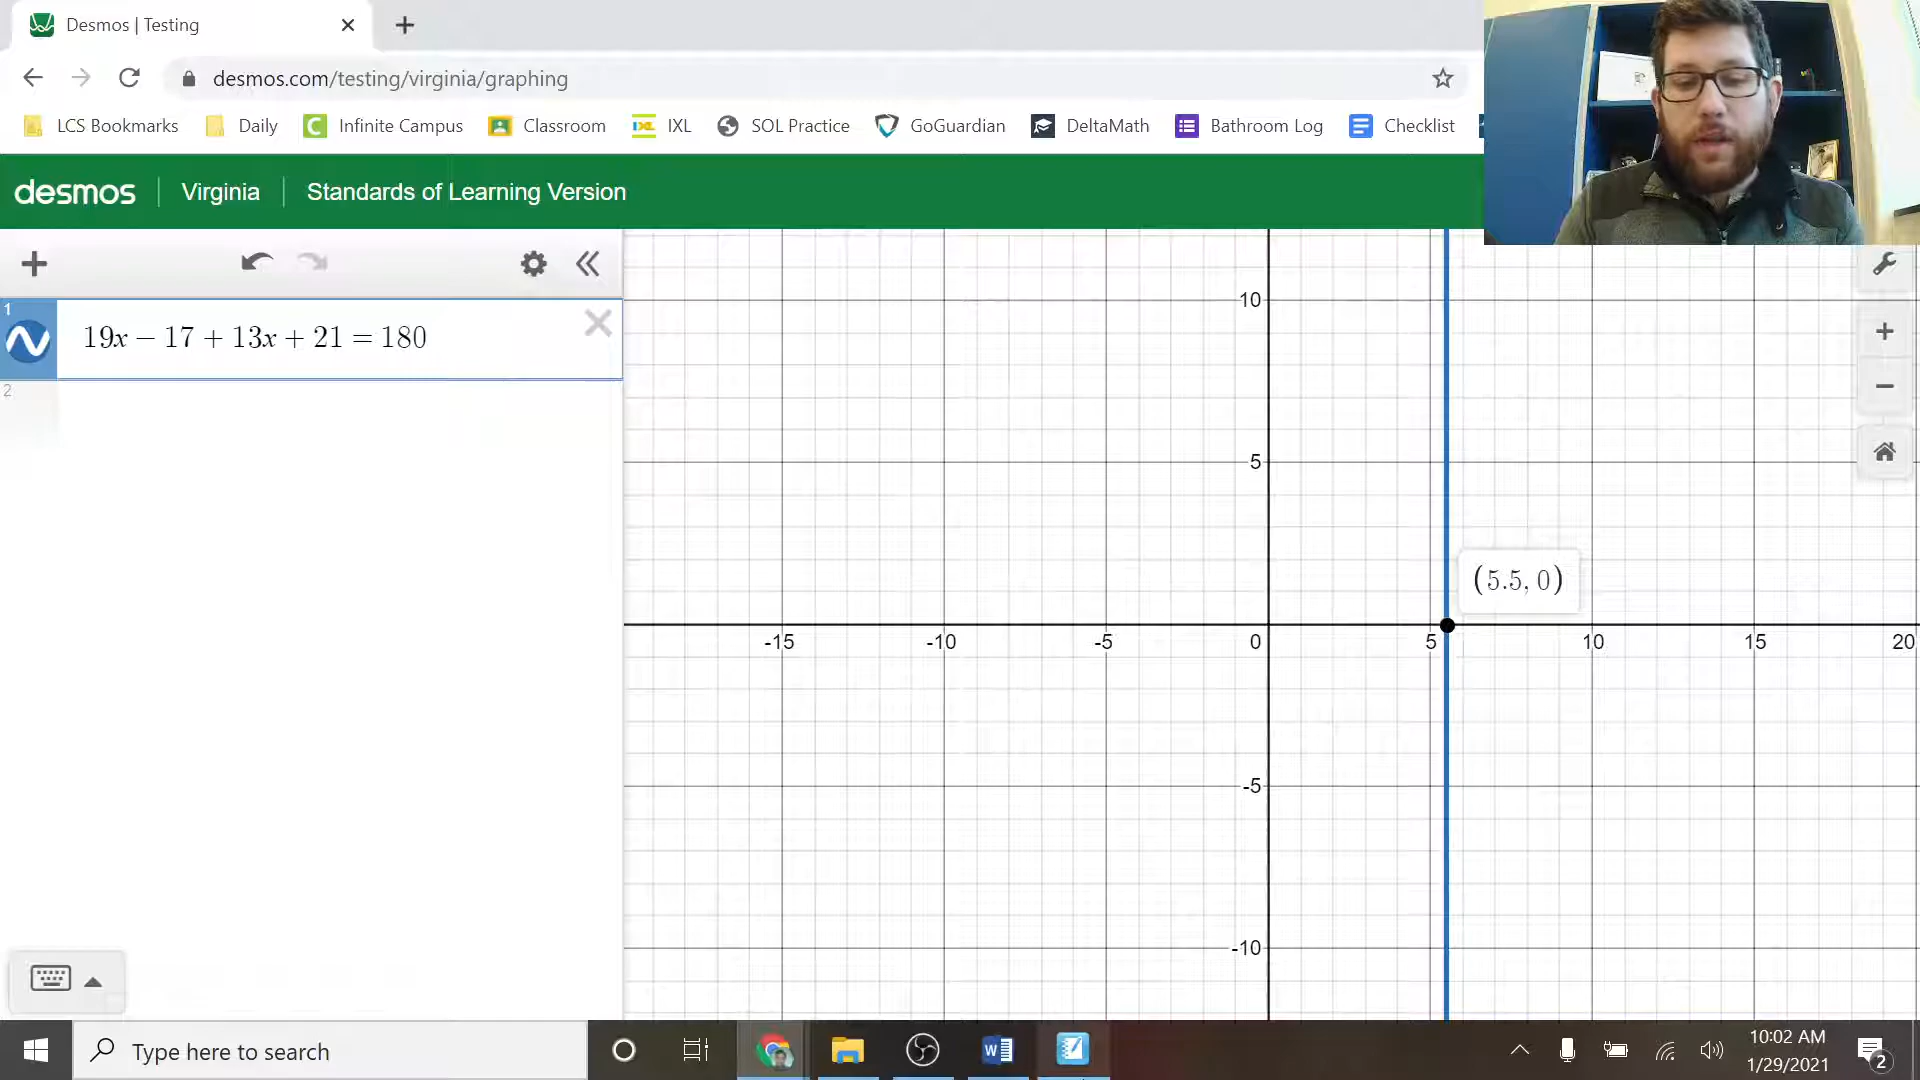 Desmos | Testing
desmos.com/testing/virginia/graphing
LCS Bookmarks
Daily
Infinite Campus
Classroom
IXL
SOL Practice
GoGuardian
DeltaMath
Bathroom Log
Checklist
desmos
Virginia
Standards of Learning Version
1
19x − 17 + 13x + 21 = 180
2
10
5
(5.5, 0)
-15
-10
-5
0
5
10
15
20
-5
-10
Type here to search
10:02 AM
1/29/2021
2